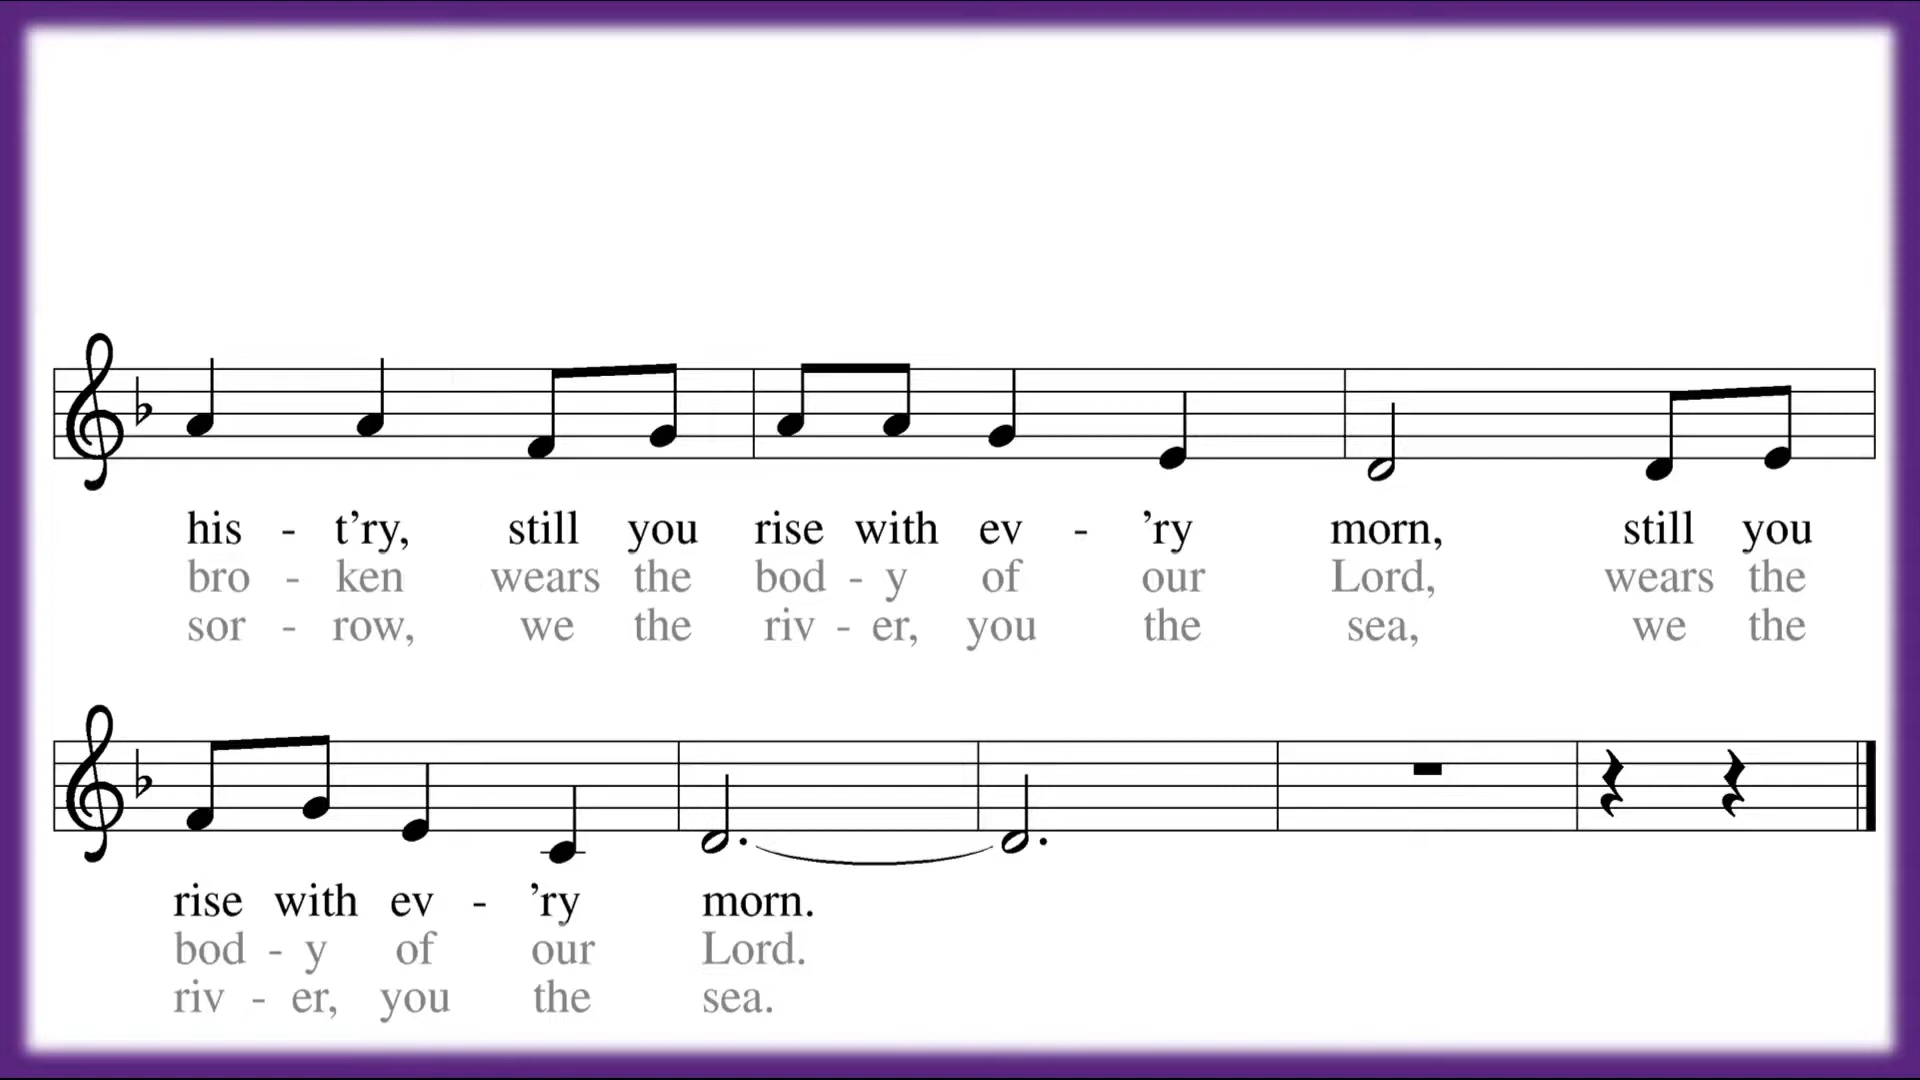 his - t’ry, still you rise with ev - ’ry morn, still you
bro - ken wears the bod - y of our Lord, wears the
sor - row, we the riv - er, you the sea, we the
rise with ev - ’ry morn.
bod - y of our Lord.
riv - er, you the sea.